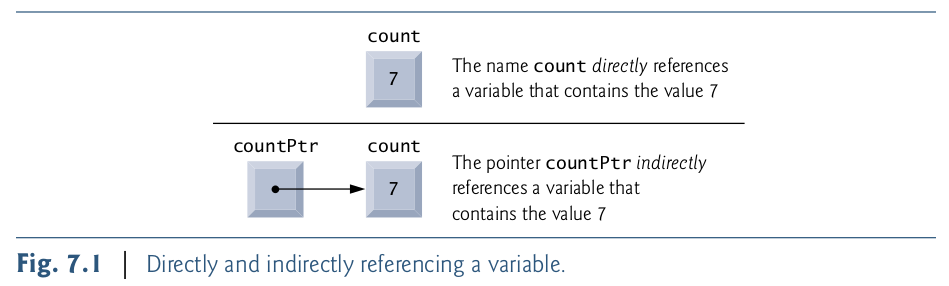 count
7
The name count directly references
a variable that contains the value 7
countPtr count
7
The pointer countPtr indirectly
references a variable that
contains the value 7
Fig. 7.1 | Directly and indirectly referencing a variable.